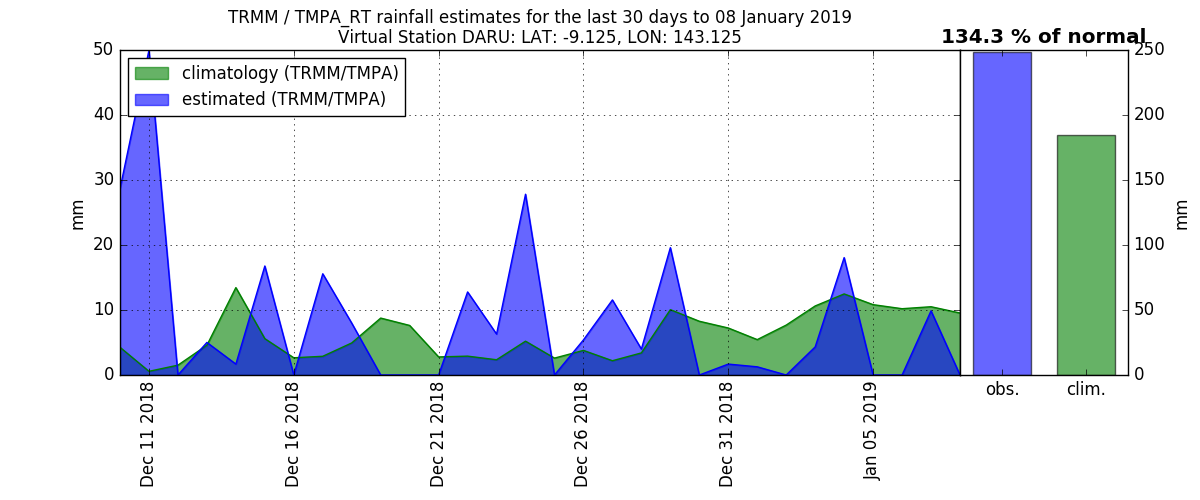 TRMM / TMPA_RT rainfall estimates for the last 30 days to 08 January 2019
Virtual Station DARU: LAT: -9.125, LON: 143.125
134.3 % of normal
climatology (TRMM/TMPA)
estimated (TRMM/TMPA)
50
40
30
20
10
0
mm
Dec 11 2018
Dec 16 2018
Dec 21 2018
Dec 26 2018
Dec 31 2018
Jan 05 2019
obs.
clim.
250
200
150
100
50
0
mm